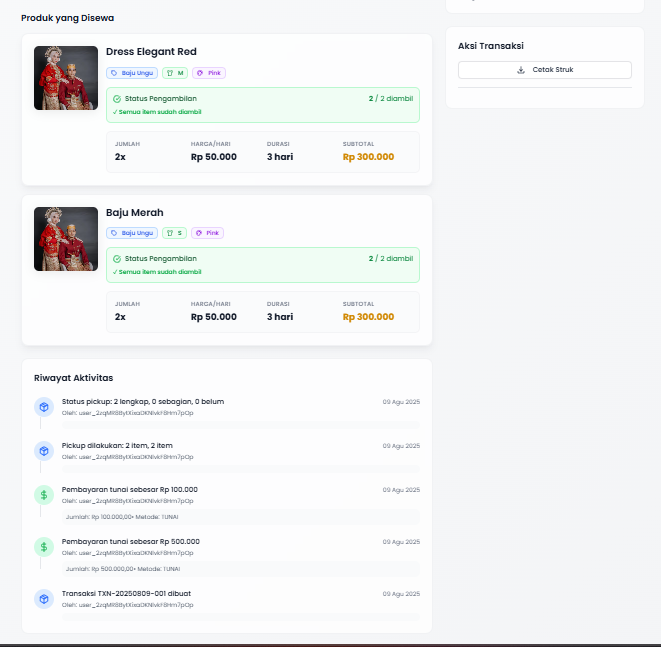 Produk yang Disewa
Dress Elegant Red
Baju Ungu
M
Pink
Status Pengambilan
2 / 2 diambil
✓ Semua item sudah diambil
JUMLAH
HARGA/HARI
DURASI
SUBTOTAL
2x
Rp 50.000
3 hari
Rp 300.000
Baju Merah
Baju Ungu
S
Pink
Status Pengambilan
2 / 2 diambil
✓ Semua item sudah diambil
JUMLAH
HARGA/HARI
DURASI
SUBTOTAL
2x
Rp 50.000
3 hari
Rp 300.000
Riwayat Aktivitas
Status pickup: 2 lengkap, 0 sebagian, 0 belum
09 Agu 2025
Oleh:
Pickup dilakukan: 2 item, 2 item
09 Agu 2025
Oleh:
Pembayaran tunai sebesar Rp 100.000
09 Agu 2025
Oleh:
Jumlah: Rp 100.000,00• Metode: TUNAI
Pembayaran tunai sebesar Rp 500.000
09 Agu 2025
Oleh:
Jumlah: Rp 500.000,00• Metode: TUNAI
Transaksi TXN-20250809-001 dibuat
09 Agu 2025
Oleh:
Aksi Transaksi
Cetak Struk